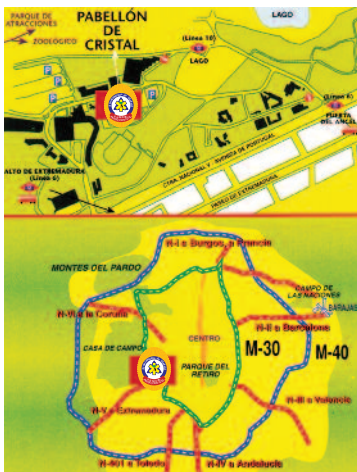 PARQUE DE
ATRACCIONES
ZOOLÓGICO
PABELLÓN
DE
CRISTAL
LAGO
(Línea 10)
LAGO
(Línea 6)
PUERTA
DEL ANGEL
ALTO DE EXTREMADURA
(Línea 6)
CTRA. NACIONAL V - AVENIDA DE PORTUGAL
PASEO DE EXTREMADURA
N-I a Burgos, a Francia
MONTES DEL PARDO
CAMPO DE
LAS NACIONES
BARAJAS
N-VI a la Coruña
N-II a Barcelona
CENTRO
CASA DE CAMPO
M-30
M-40
PARQUE DEL
RETIRO
N-III a Valencia
N-V a Extremadura
N-401 a Toledo
N-IV a Andalucía